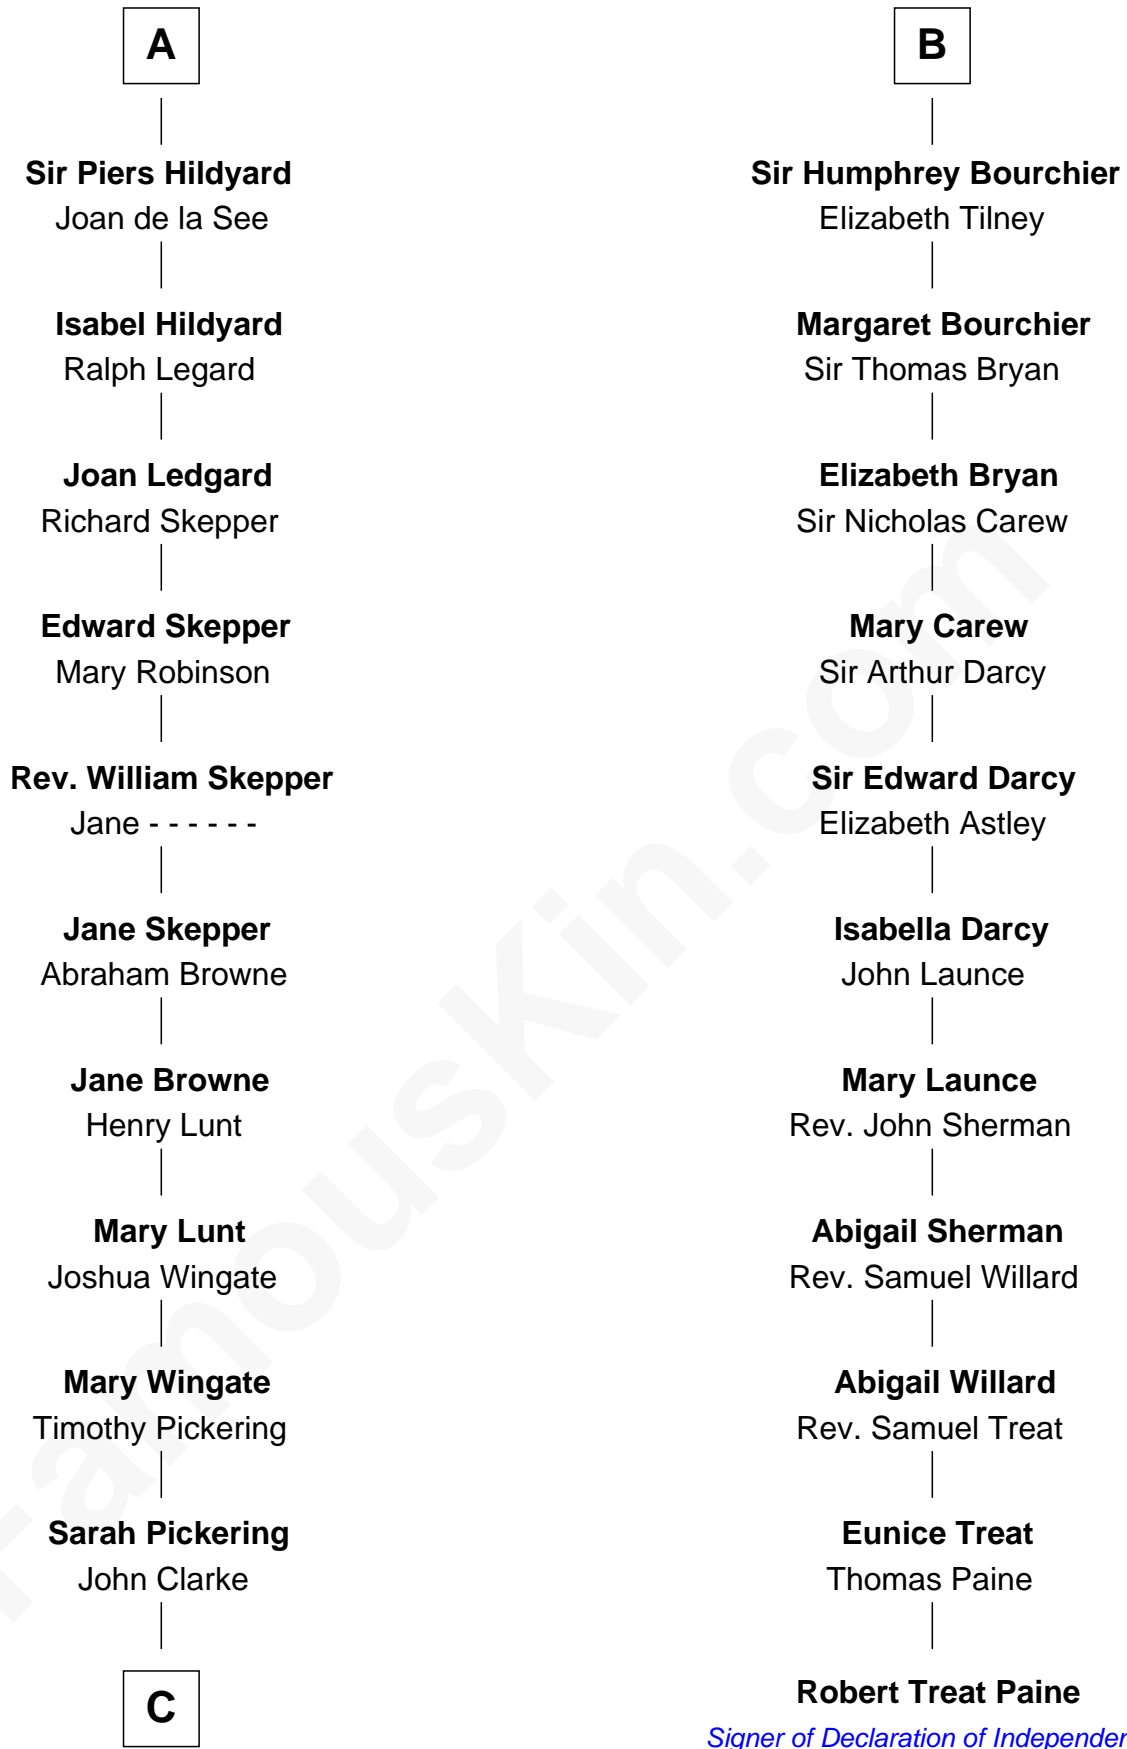 A
Sir Piers Hildyard
Joan de la See
Isabel Hildyard
Ralph Legard
Joan Ledgard
Richard Skepper
Edward Skepper
Mary Robinson
Rev. William Skepper
Jane - - - - - -
Jane Skepper
Abraham Browne
Jane Browne
Henry Lunt
Mary Lunt
Joshua Wingate
Mary Wingate
Timothy Pickering
Sarah Pickering
John Clarke
C
B
Sir Humphrey Bourchier
Elizabeth Tilney
Margaret Bourchier
Sir Thomas Bryan
Elizabeth Bryan
Sir Nicholas Carew
Mary Carew
Sir Arthur Darcy
Sir Edward Darcy
Elizabeth Astley
Isabella Darcy
John Launce
Mary Launce
Rev. John Sherman
Abigail Sherman
Rev. Samuel Willard
Abigail Willard
Rev. Samuel Treat
Eunice Treat
Thomas Paine
Robert Treat Paine
Signer of Declaration of Independen
FamousKin.com